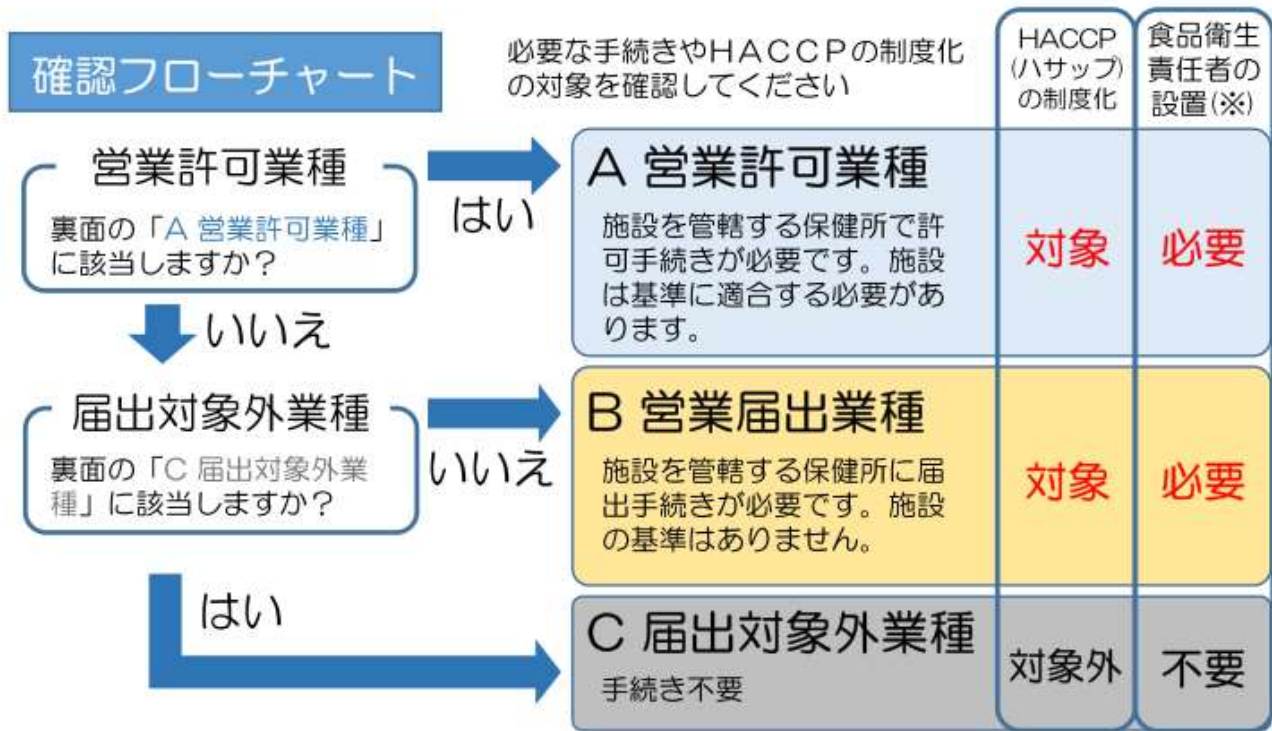 確認フローチャート
必要な手続きやHACCPの制度化
の対象を確認してください
HACCP
(ハサップ)
の制度化
食品衛生
責任者の
設置(※)
営業許可業種
裏面の「A 営業許可業種」
に該当しますか？
はい
A 営業許可業種
施設を管轄する保健所で許
可手続きが必要です。施設
は基準に適合する必要があ
ります。
対象
必要
いいえ
届出対象外業種
裏面の「C 届出対象外業
種」に該当しますか？
いいえ
B 営業届出業種
施設を管轄する保健所に届
出手続きが必要です。施設
の基準はありません。
対象
必要
はい
C 届出対象外業種
手続き不要
対象外
不要